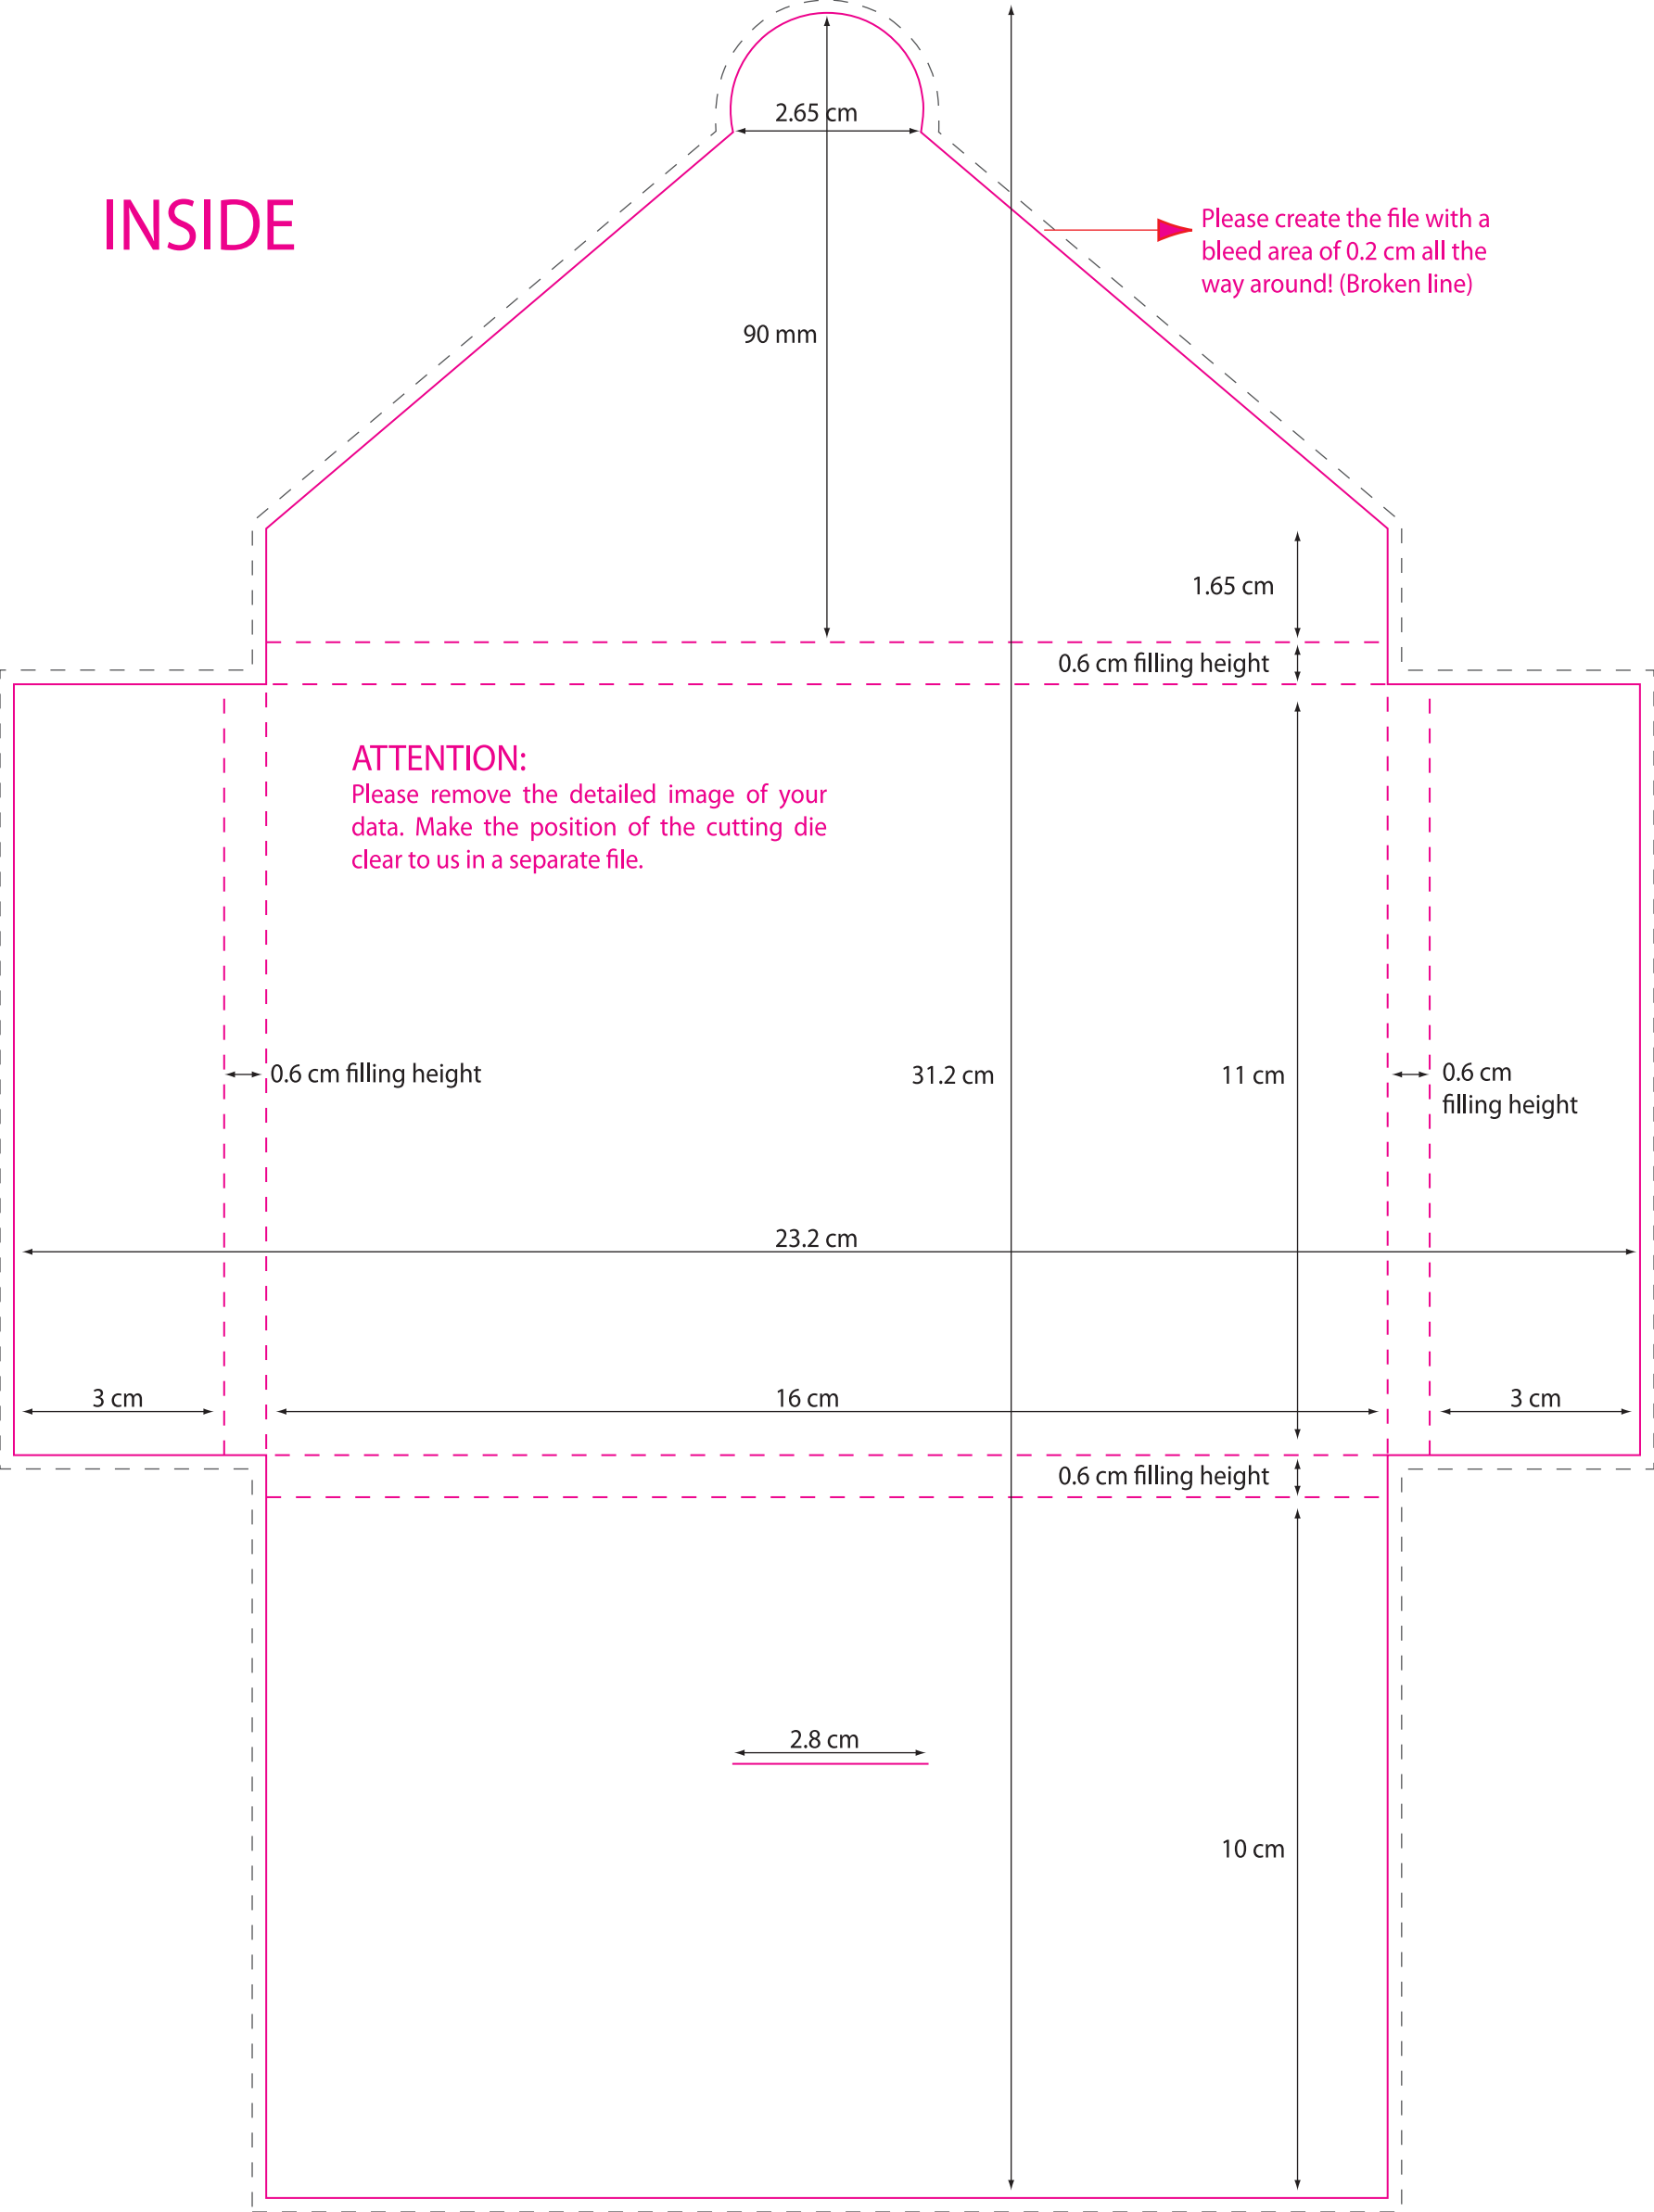 2.65 cm
INSIDE
Please create the file with a
bleed area of 0.2 cm all the
way around! (Broken line)
90 mm
1.65 cm
0.6 cm filling height
ATTENTION:
Please remove the detailed image of your
data. Make the position of the cutting die
clear to us in a separate file.
0.6 cm filling height
31.2 cm
11 cm
0.6 cm
filling height
23.2 cm
3 cm
16 cm
3 cm
0.6 cm filling height
2.8 cm
10 cm